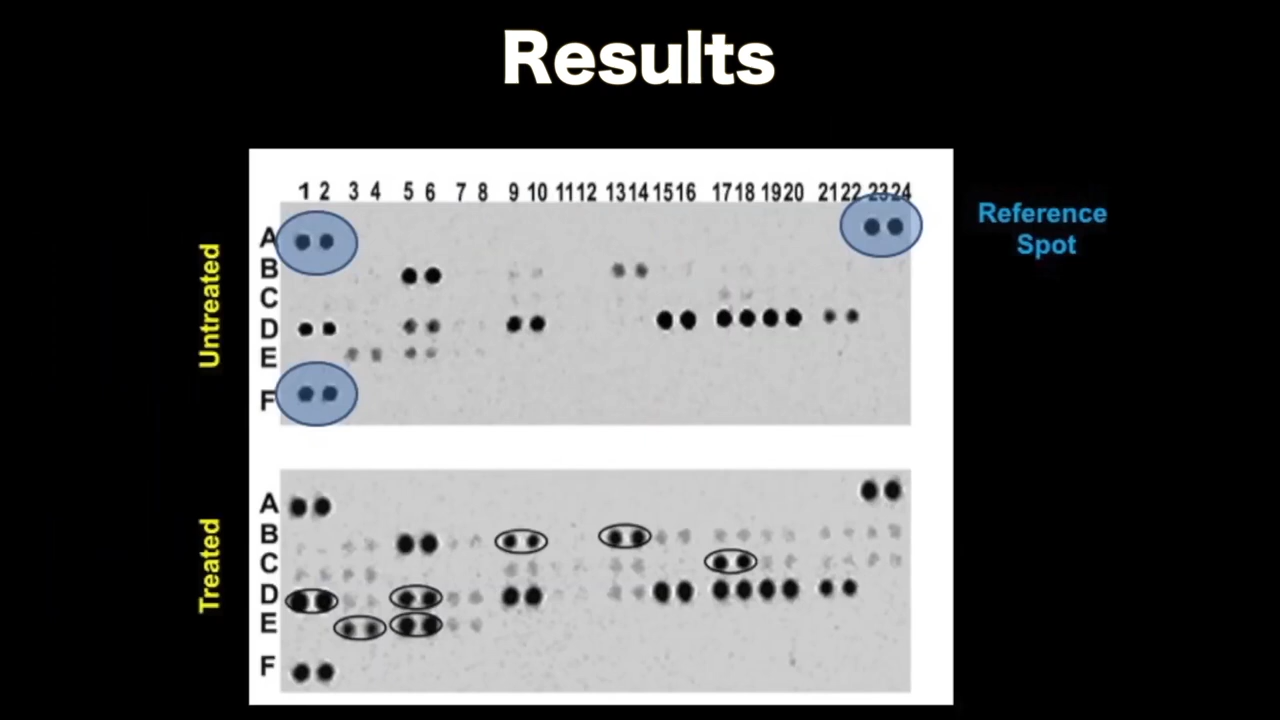 Results
1 2 3 4 5 6 7 8 9 10 11 12 13 14 15 16 17 18 19 20 21 22 23 24
Reference
Spot
Untreated
A
B
C
D
E
F
Treated
A
B
C
D
E
F